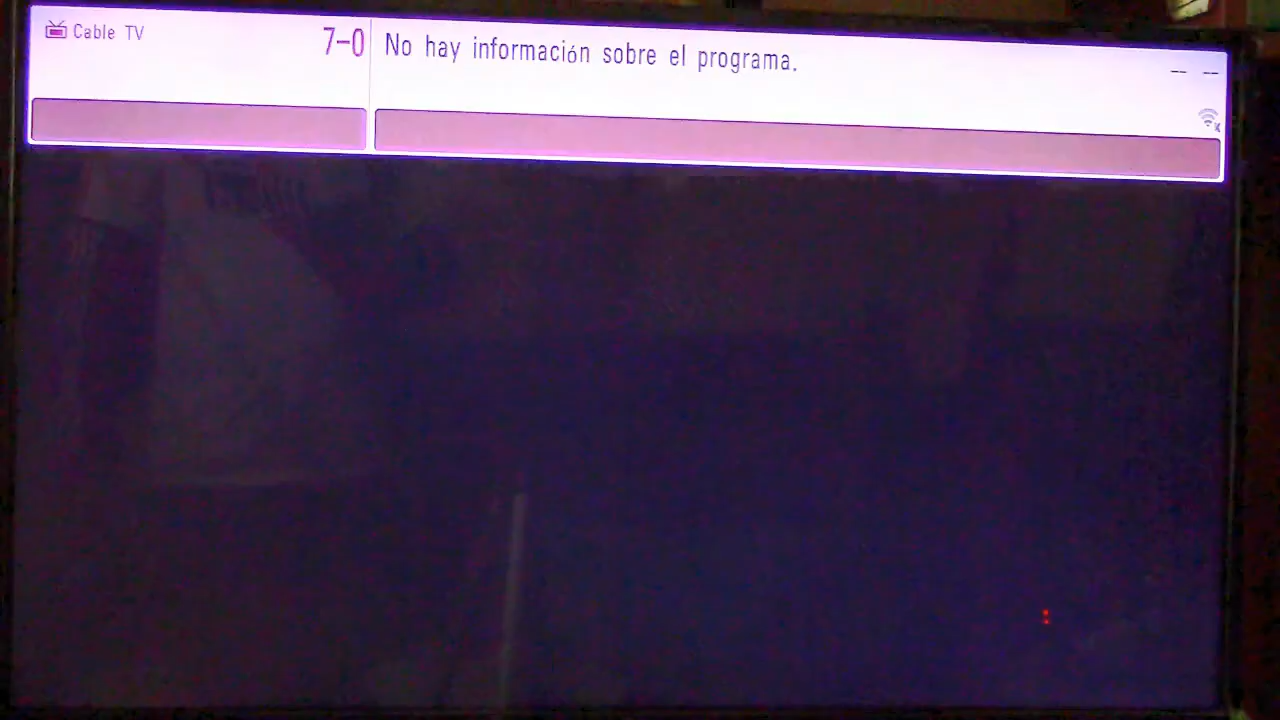 Cable TV
7-0
No hay información sobre el programa.
-- --